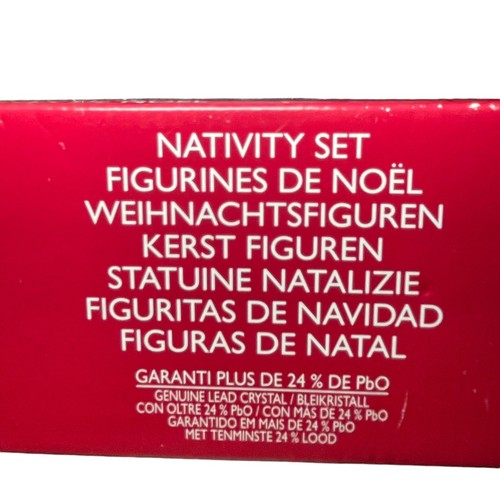 NATIVITY SET
FIGURINES DE NOËL
WEIHNACHTSFIGUREN
KERST FIGUREN
STATUINE NATALIZIE
FIGURITAS DE NAVIDAD
FIGURAS DE NATAL
GARANTI PLUS DE 24 % DE PbO
GENUINE LEAD CRYSTAL / BLEIKRISTALL
CON OLTRE 24 % PbO / CON MÁS DE 24 % PbO
GARANTIDO EM MAIS DE 24 % PbO
MET TENMINSTE 24 % LOOD